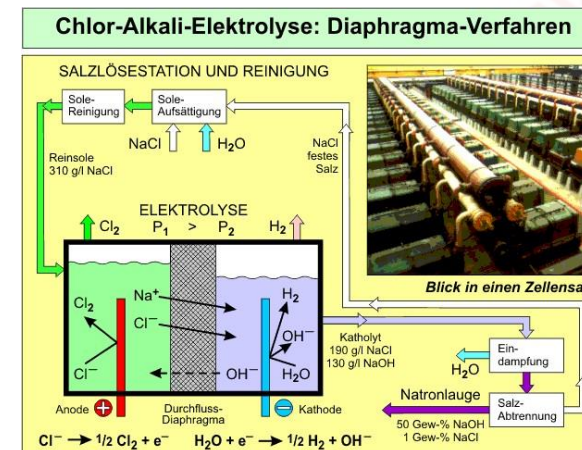 Chlor-Alkali-Elektrolyse: Diaphragma-Verfahren
SALZLÖSESTATION UND REINIGUNG
Sole-
Reinigung
Sole-
Aufsättigung
NaCl
H₂O
NaCl
festes
Salz
Reinsole
310 g/l NaCl
ELEKTROLYSE
Cl₂
P₁ > P₂
H₂
Blick in einen Zellensa
Cl₂
Na⁺
Cl⁻
Cl⁻
H₂
OH⁻
OH⁻
H₂O
Katholyt
190 g/l NaCl
130 g/l NaOH
Ein-
dampfung
H₂O
Natronlauge
Salz-
Abtrennung
50 Gew-% NaOH
1 Gew-% NaCl
Anode +
Durchfluss-
Diaphragma
− Kathode
Cl⁻ → 1/2 Cl₂ + e⁻
H₂O + e⁻ → 1/2 H₂ + OH⁻